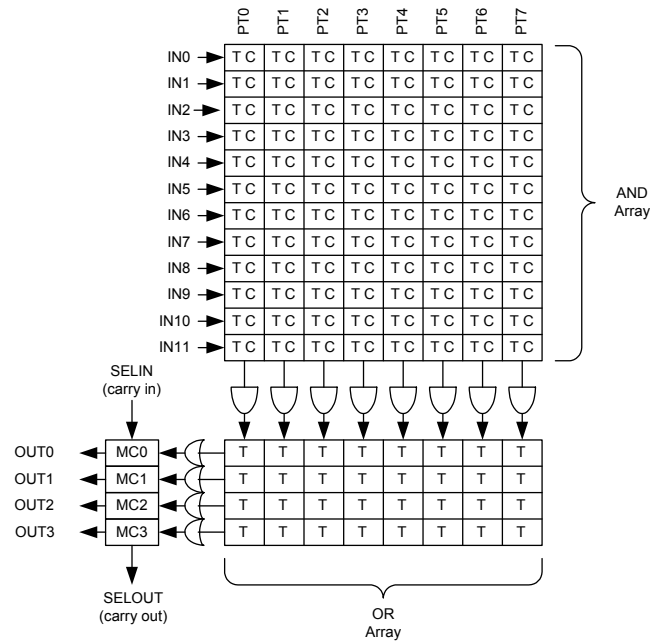 PT0 PT1 PT2 PT3 PT4 PT5 PT6 PT7
IN0 T C T C T C T C T C T C T C T C
IN1 T C T C T C T C T C T C T C T C
IN2 T C T C T C T C T C T C T C T C
IN3 T C T C T C T C T C T C T C T C
IN4 T C T C T C T C T C T C T C T C
IN5 T C T C T C T C T C T C T C T C
IN6 T C T C T C T C T C T C T C T C
IN7 T C T C T C T C T C T C T C T C
IN8 T C T C T C T C T C T C T C T C
IN9 T C T C T C T C T C T C T C T C
IN10 T C T C T C T C T C T C T C T C
IN11 T C T C T C T C T C T C T C T C
AND
Array
SELIN
(carry in)
OUT0 MC0 T T T T T T T T
OUT1 MC1 T T T T T T T T
OUT2 MC2 T T T T T T T T
OUT3 MC3 T T T T T T T T
SELOUT
(carry out)
OR
Array